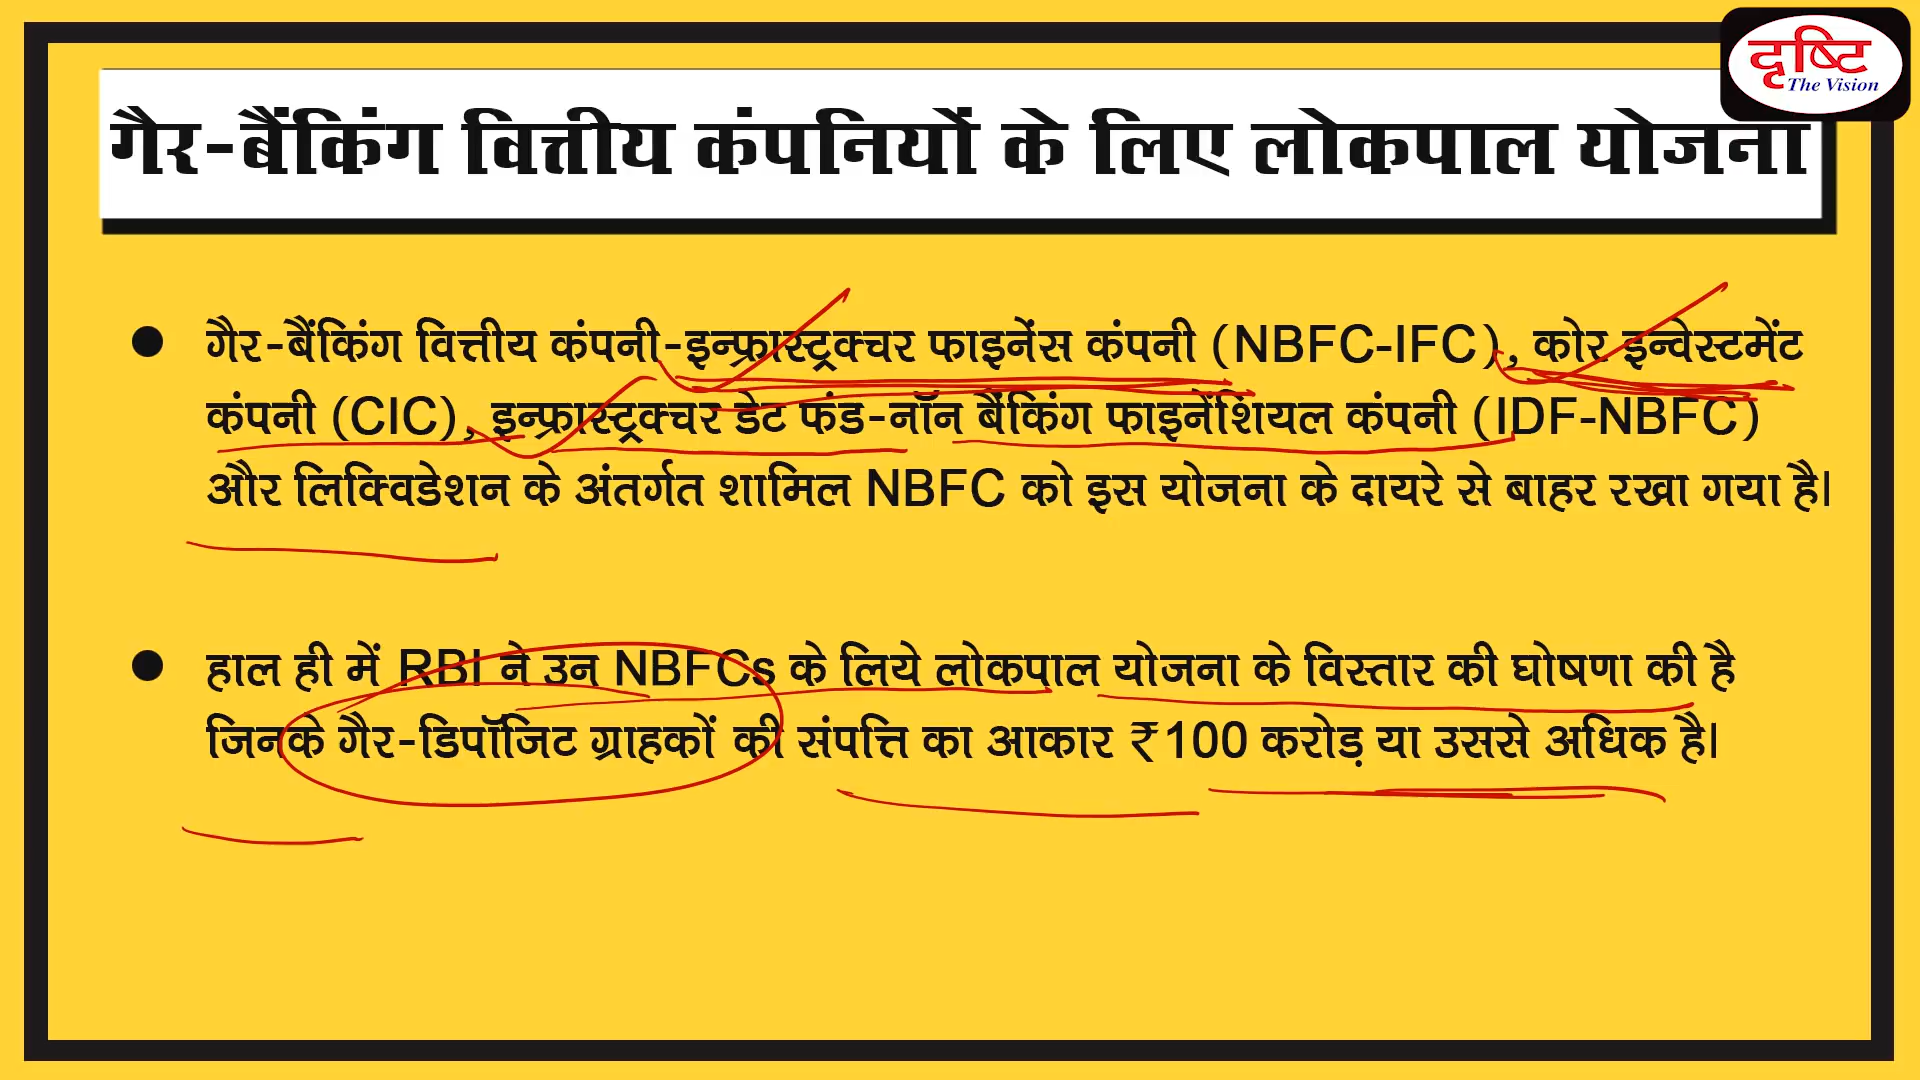 दृष्टि
The Vision
गैर-बैंकिंग वित्तीय कंपनियों के लिए लोकपाल योजना
गैर-बैंकिंग वित्तीय कंपनी-इन्फ्रास्ट्रक्चर फाइनेंस कंपनी (NBFC-IFC), कोर इन्वेस्टमेंट
कंपनी (CIC), इन्फ्रास्ट्रक्चर डेट फंड-नॉन बैंकिंग फाइनेंशियल कंपनी (IDF-NBFC)
और लिक्विडेशन के अंतर्गत शामिल NBFC को इस योजना के दायरे से बाहर रखा गया है।
हाल ही में RBI ने उन NBFCs के लिये लोकपाल योजना के विस्तार की घोषणा की है
जिनके गैर-डिपॉजिट ग्राहकों की संपत्ति का आकार ₹100 करोड़ या उससे अधिक है।